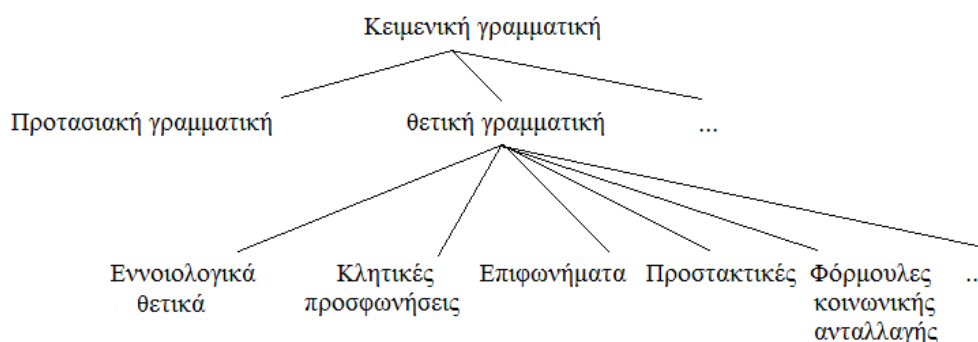 Κειμενική γραμματική
Προτασιακή γραμματική θετική γραμματική ...
Εννοιολογικά Κλητικές Επιφωνήματα Προστακτικές Φόρμουλες ..
θετικά προσφωνήσεις κοινωνικής
ανταλλαγής